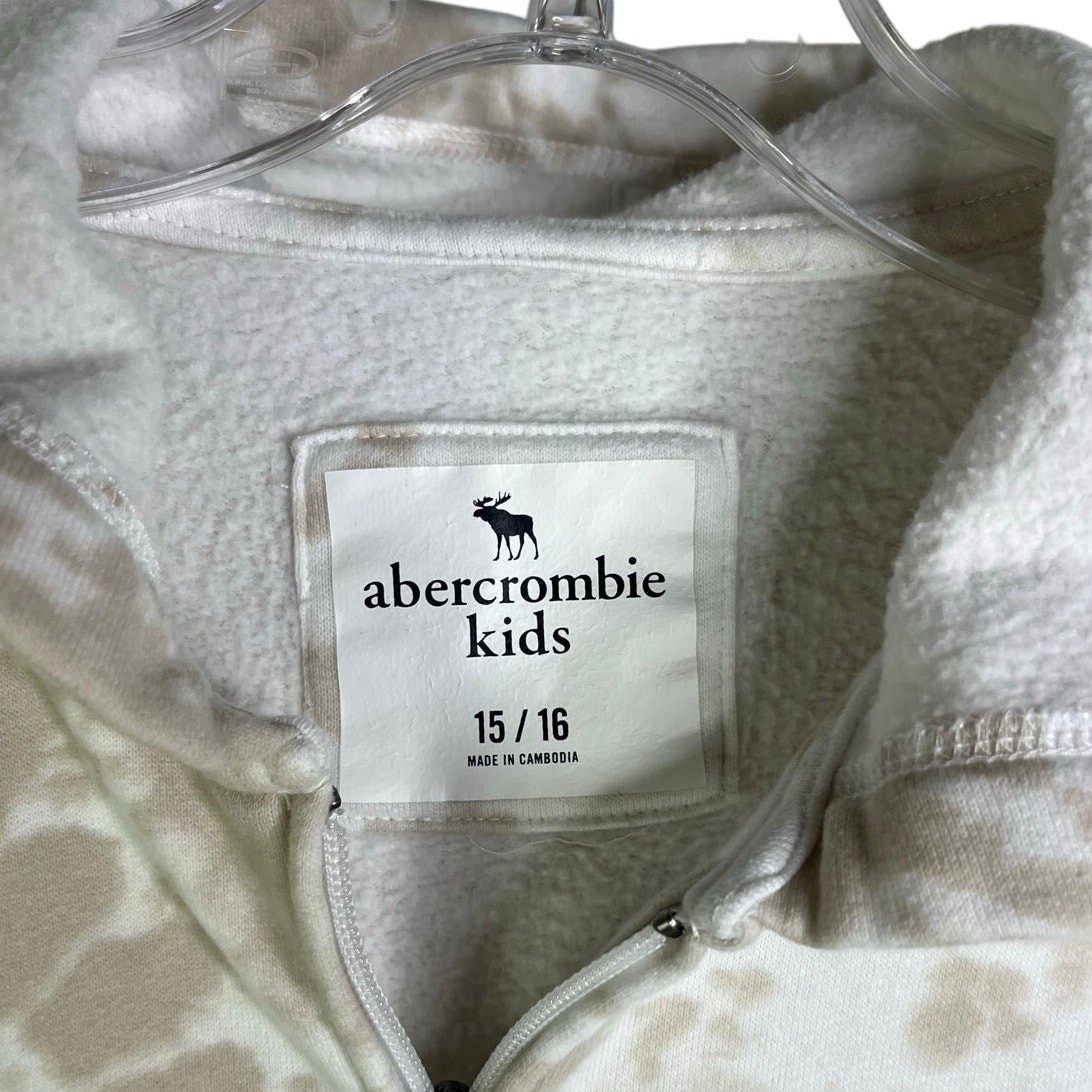 abercrombie
kids
15 / 16
MADE IN CAMBODIA